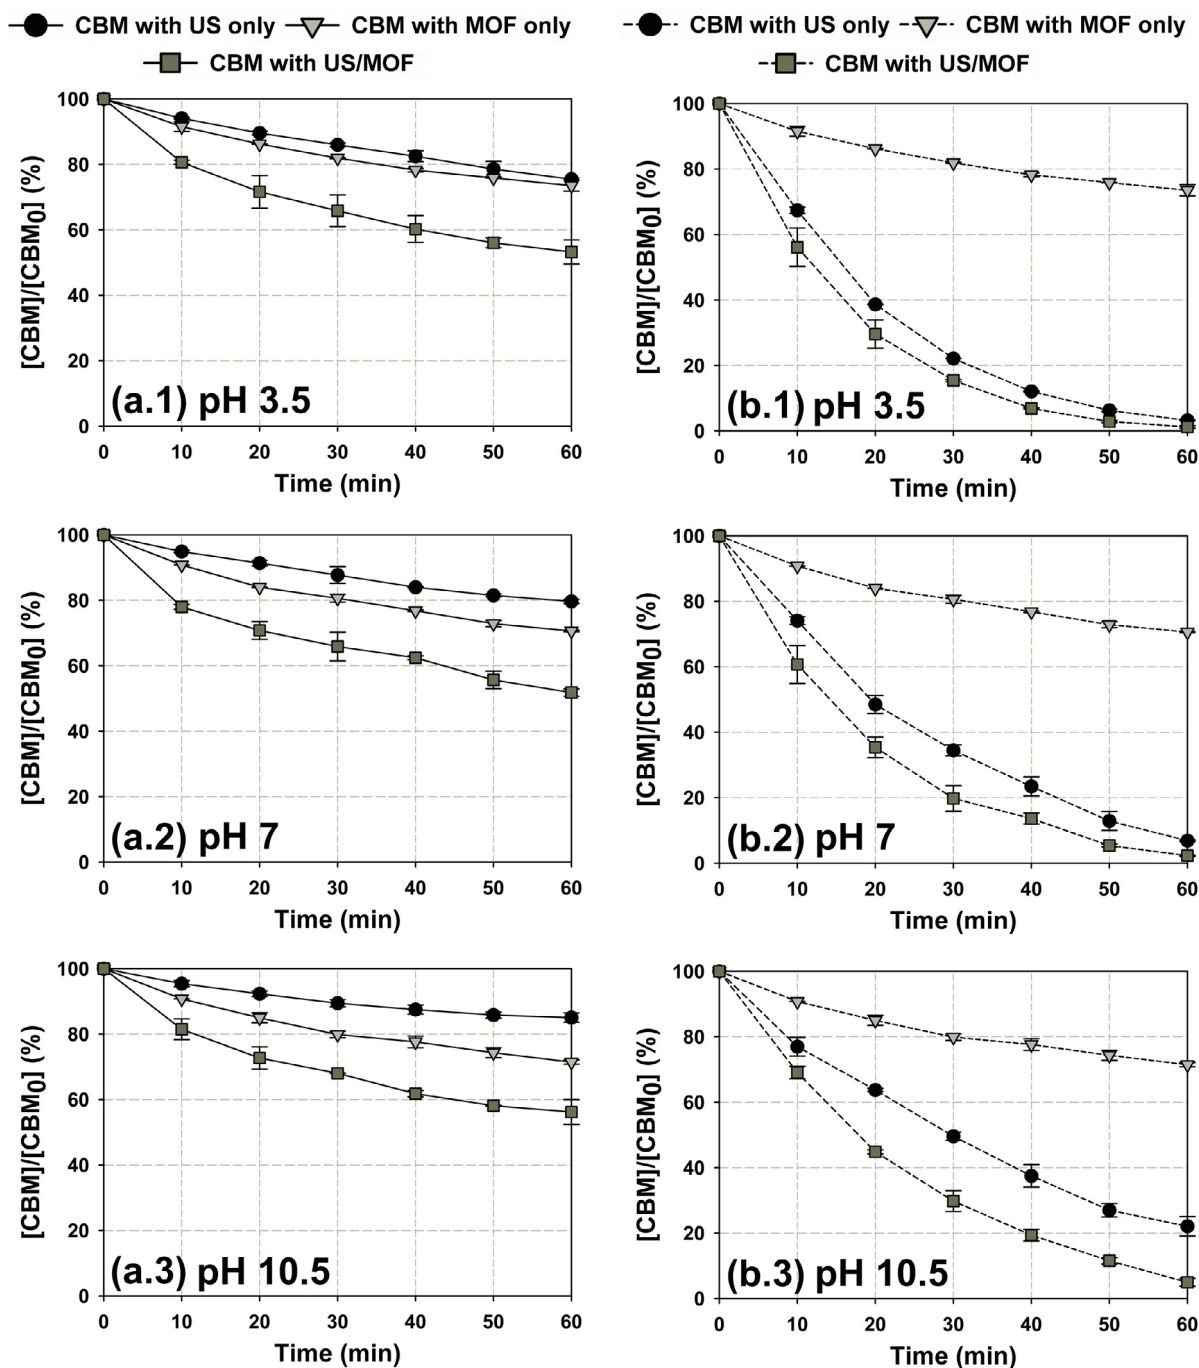 CBM with US only CBM with MOF only
CBM with US/MOF
CBM with US only CBM with MOF only
CBM with US/MOF
[CBM]/[CBM0] (%)
100
80
60
40
20
0
(a.1) pH 3.5
0 10 20 30 40 50 60
Time (min)
[CBM]/[CBM0] (%)
100
80
60
40
20
0
(b.1) pH 3.5
0 10 20 30 40 50 60
Time (min)
[CBM]/[CBM0] (%)
100
80
60
40
20
0
(a.2) pH 7
0 10 20 30 40 50 60
Time (min)
[CBM]/[CBM0] (%)
100
80
60
40
20
0
(b.2) pH 7
0 10 20 30 40 50 60
Time (min)
[CBM]/[CBM0] (%)
100
80
60
40
20
0
(a.3) pH 10.5
0 10 20 30 40 50 60
Time (min)
[CBM]/[CBM0] (%)
100
80
60
40
20
0
(b.3) pH 10.5
0 10 20 30 40 50 60
Time (min)